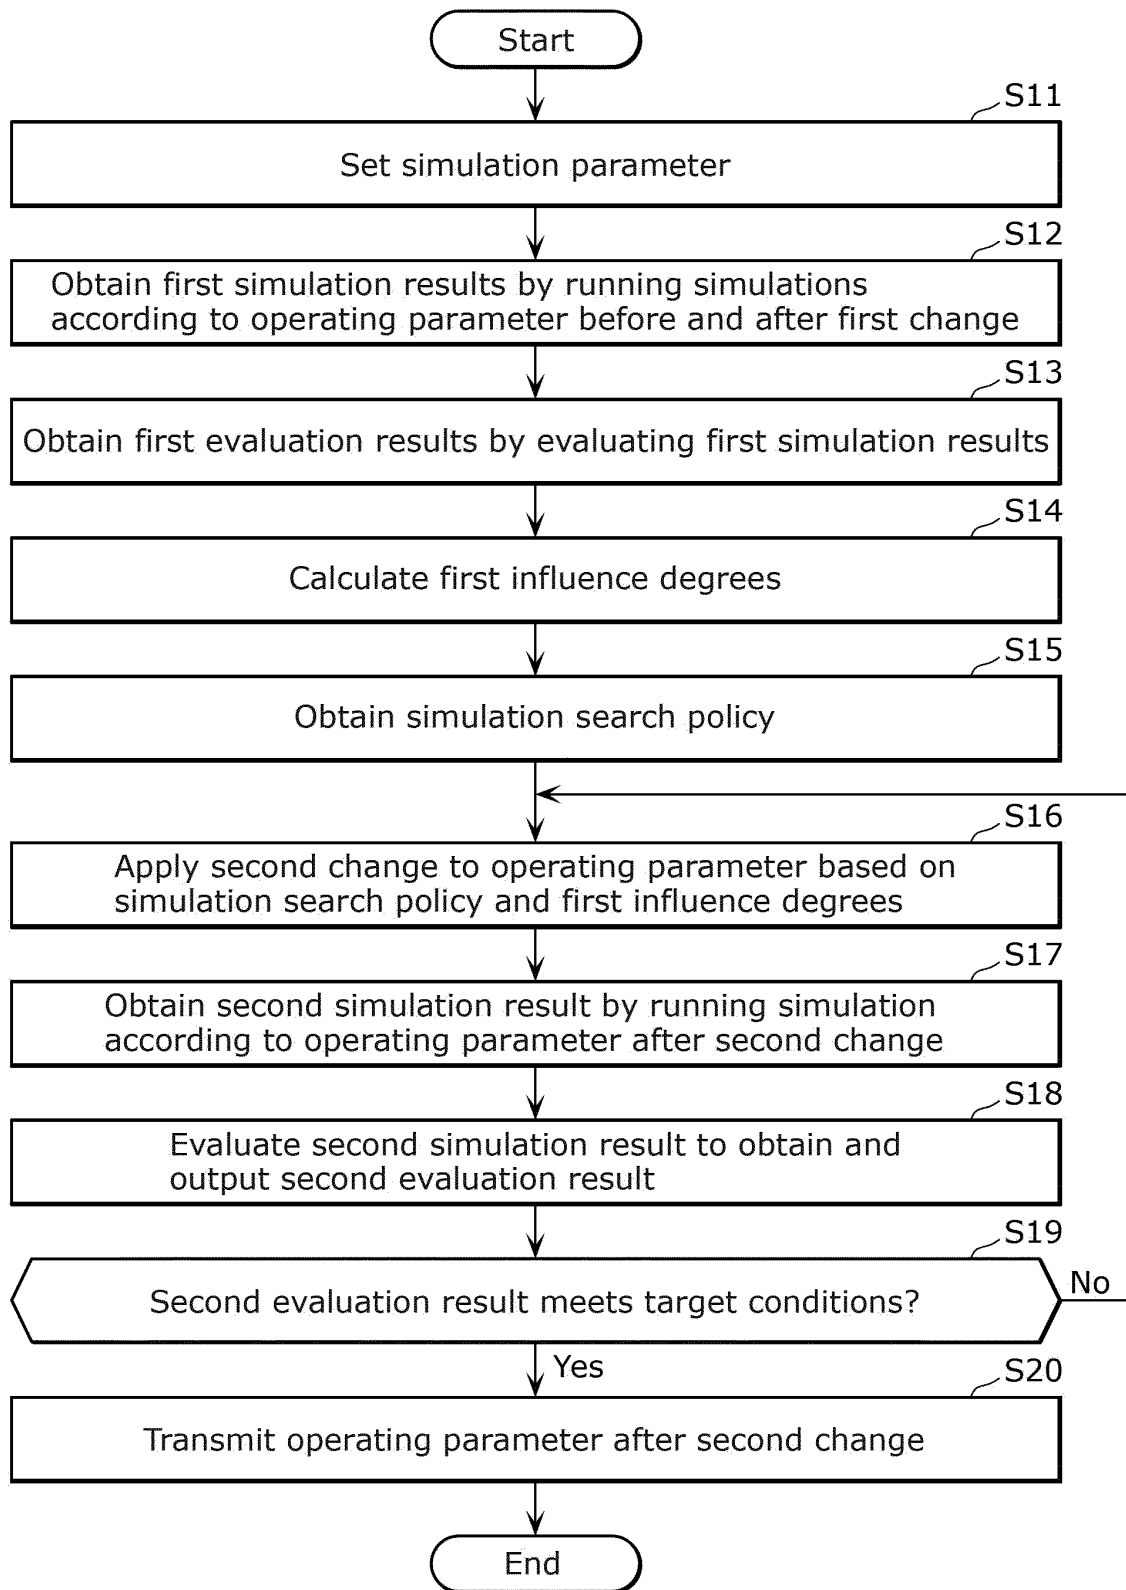 Start
S11
Set simulation parameter
S12
Obtain first simulation results by running simulations
according to operating parameter before and after first change
S13
Obtain first evaluation results by evaluating first simulation results
S14
Calculate first influence degrees
S15
Obtain simulation search policy
S16
Apply second change to operating parameter based on
simulation search policy and first influence degrees
S17
Obtain second simulation result by running simulation
according to operating parameter after second change
S18
Evaluate second simulation result to obtain and
output second evaluation result
S19
Second evaluation result meets target conditions?
No
Yes
S20
Transmit operating parameter after second change
End